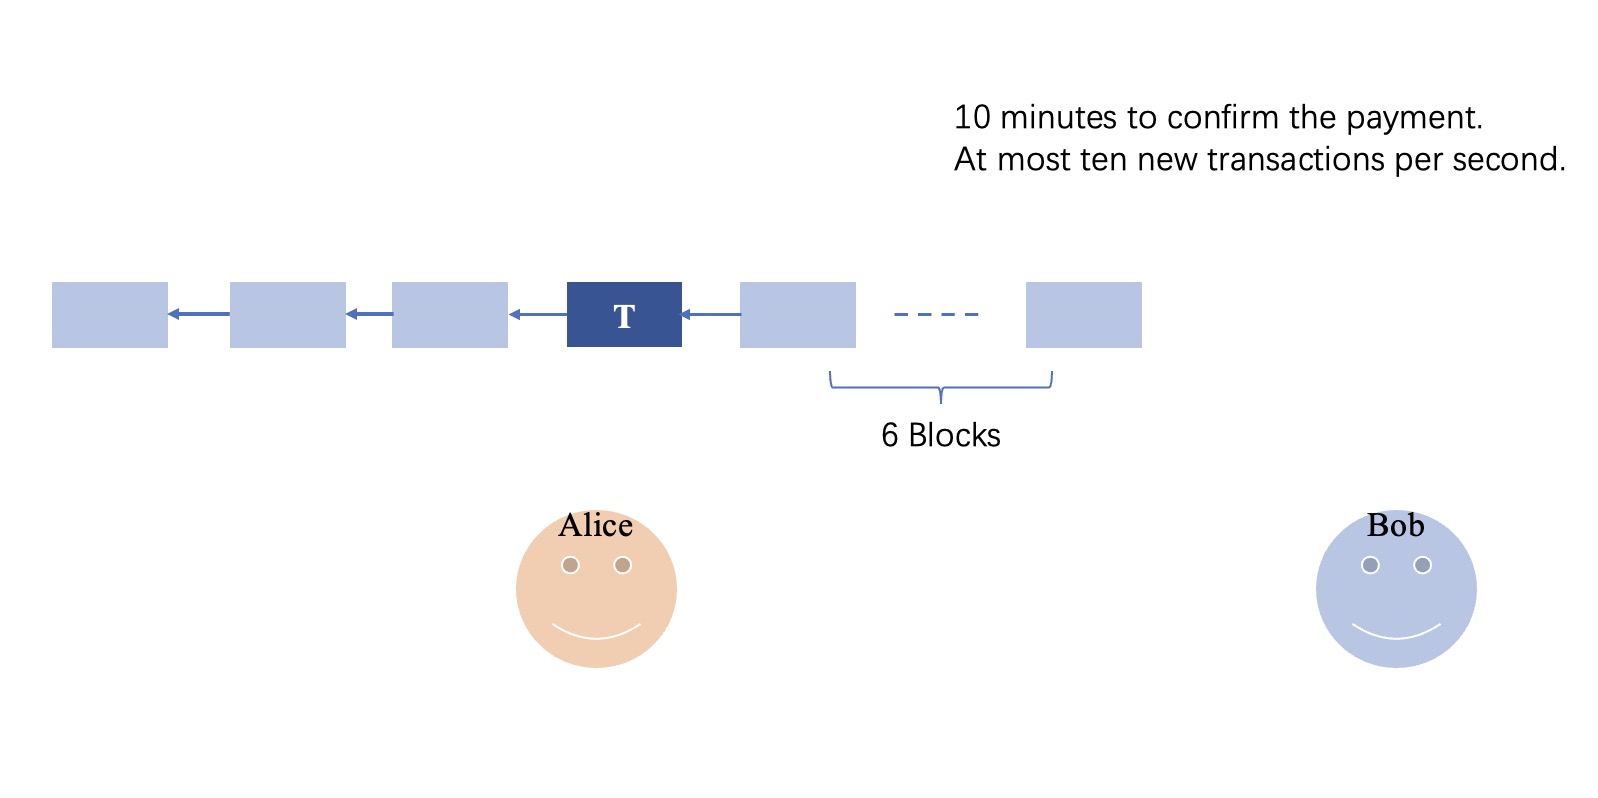 10 minutes to confirm the payment.
At most ten new transactions per second.
T
6 Blocks
Alice
Bob